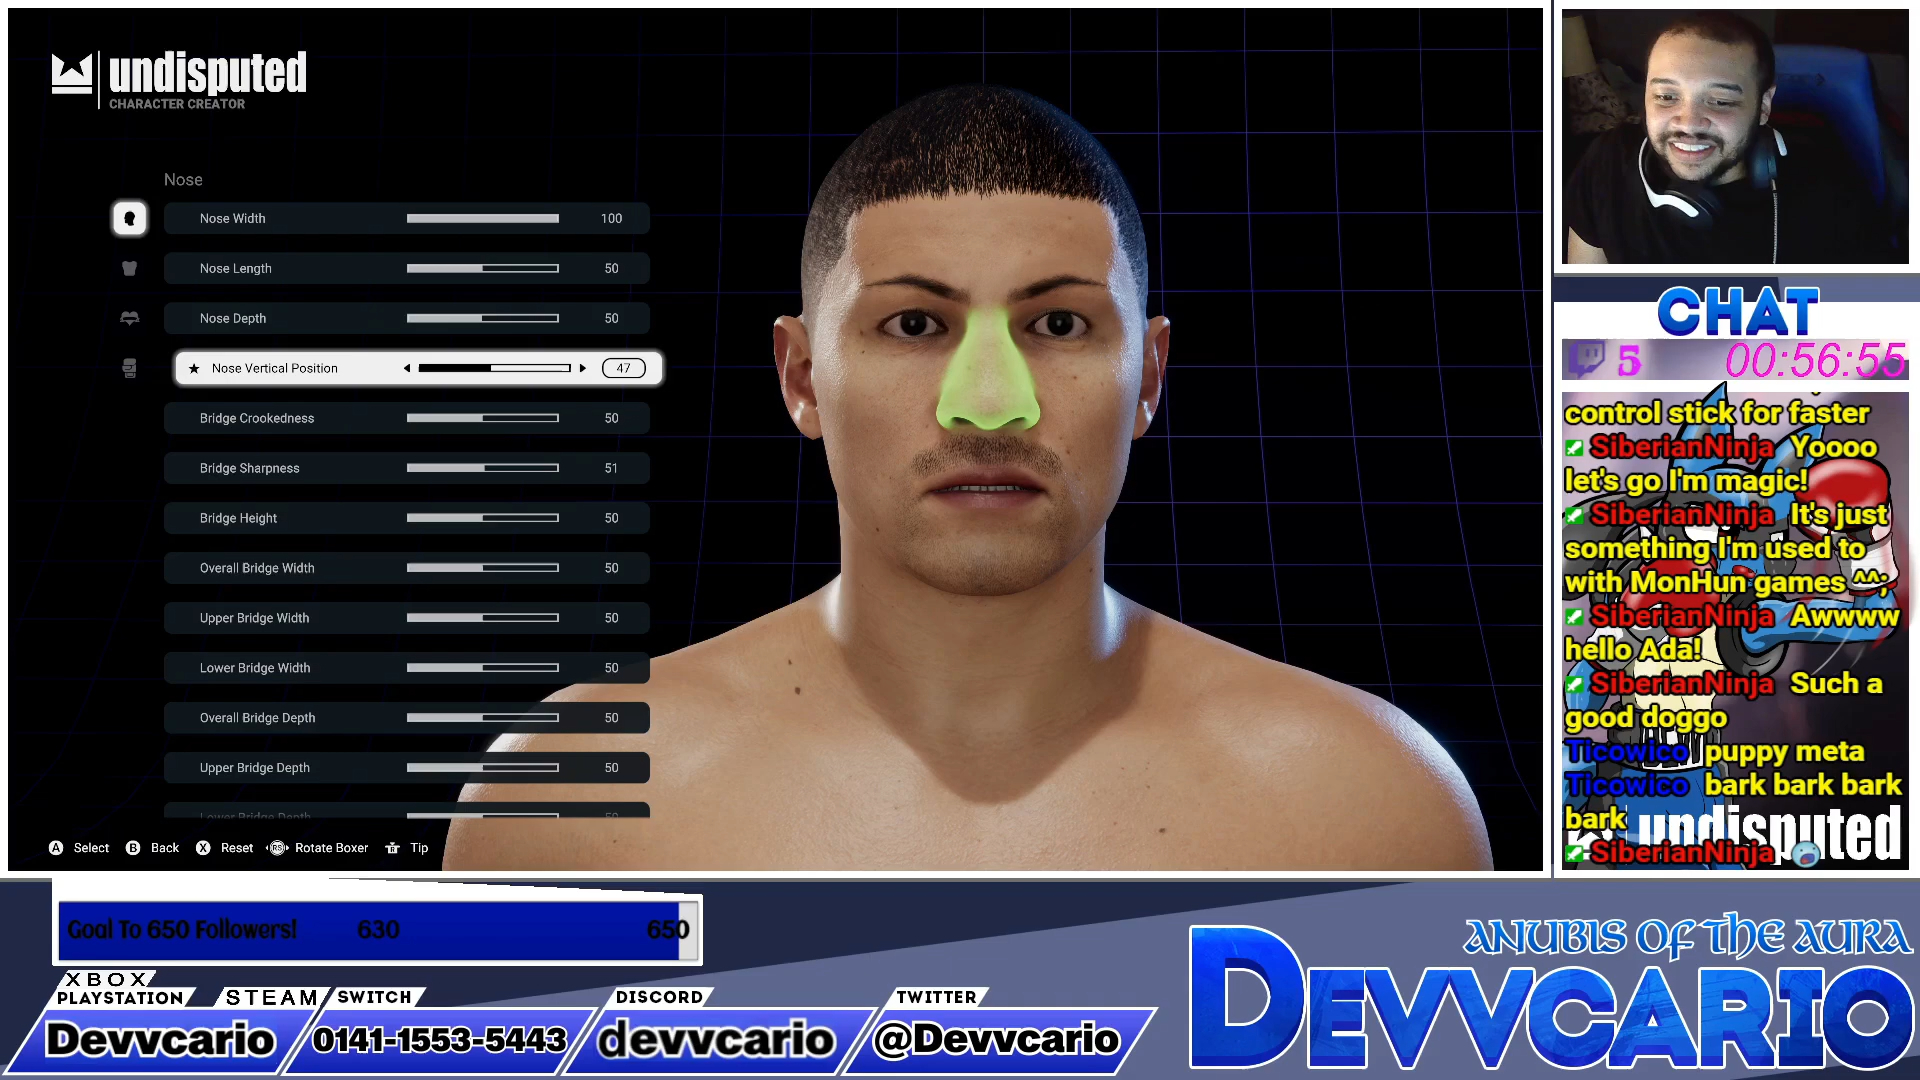 undisputed
CHARACTER CREATOR
Nose
Nose Width 100
Nose Length 50
Nose Depth 50
★ Nose Vertical Position 47
Bridge Crookedness 50
Bridge Sharpness 51
Bridge Height 50
Overall Bridge Width 50
Upper Bridge Width 50
Lower Bridge Width 50
Overall Bridge Depth 50
Upper Bridge Depth 50
Lower Bridge Depth 50
A Select B Back X Reset RS Rotate Boxer Tip
CHAT
5 00:56:55
control stick for faster
SiberianNinja Yoooo
let's go I'm magic!
SiberianNinja It's just
something I'm used to
with MonHun games ^^;
SiberianNinja Awwww
hello Ada!
SiberianNinja Such a
good doggo
Ticowico puppy meta
Ticowico bark bark bark
bark
undisputed
SiberianNinja
Goal To 650 Followers! 630 650
XBOX
PLAYSTATION STEAM SWITCH DISCORD TWITTER
Devvcario 0141-1553-5443 devvcario @Devvcario
ANUBIS OF THE AURA
DEVVCARIO